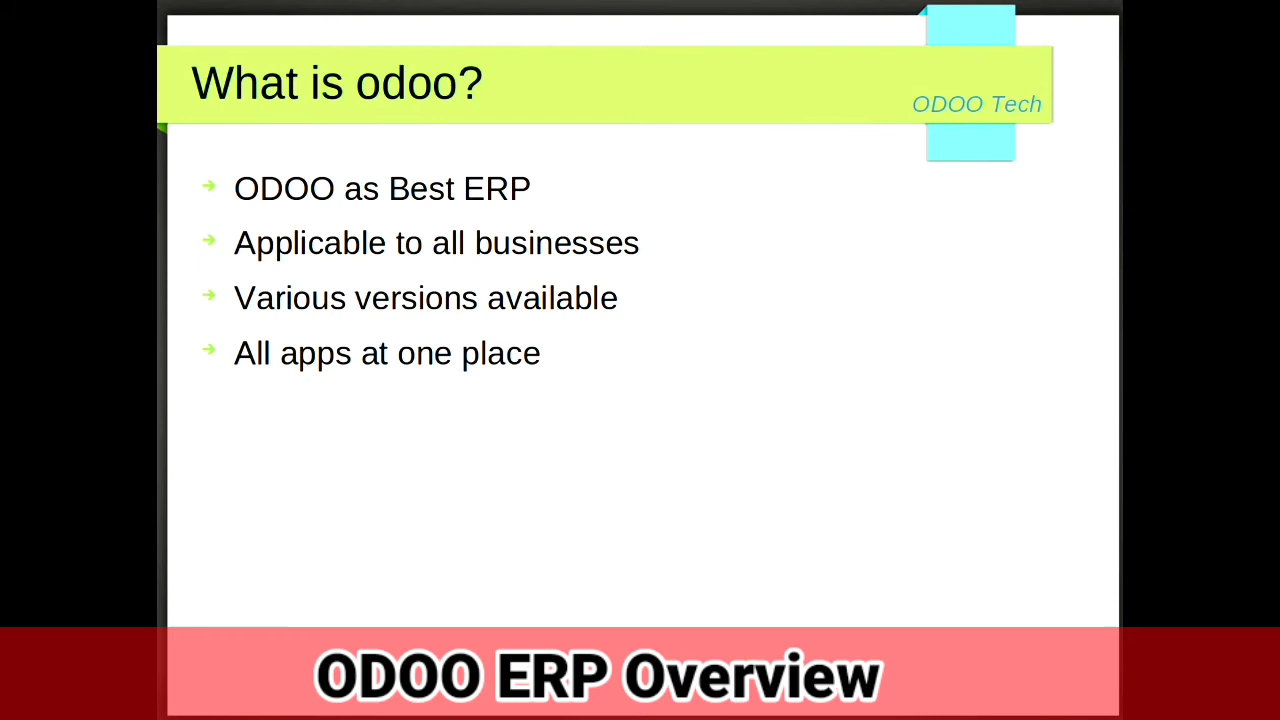 What is odoo?
ODOO Tech
ODOO as Best ERP
Applicable to all businesses
Various versions available
All apps at one place
ODOO ERP Overview